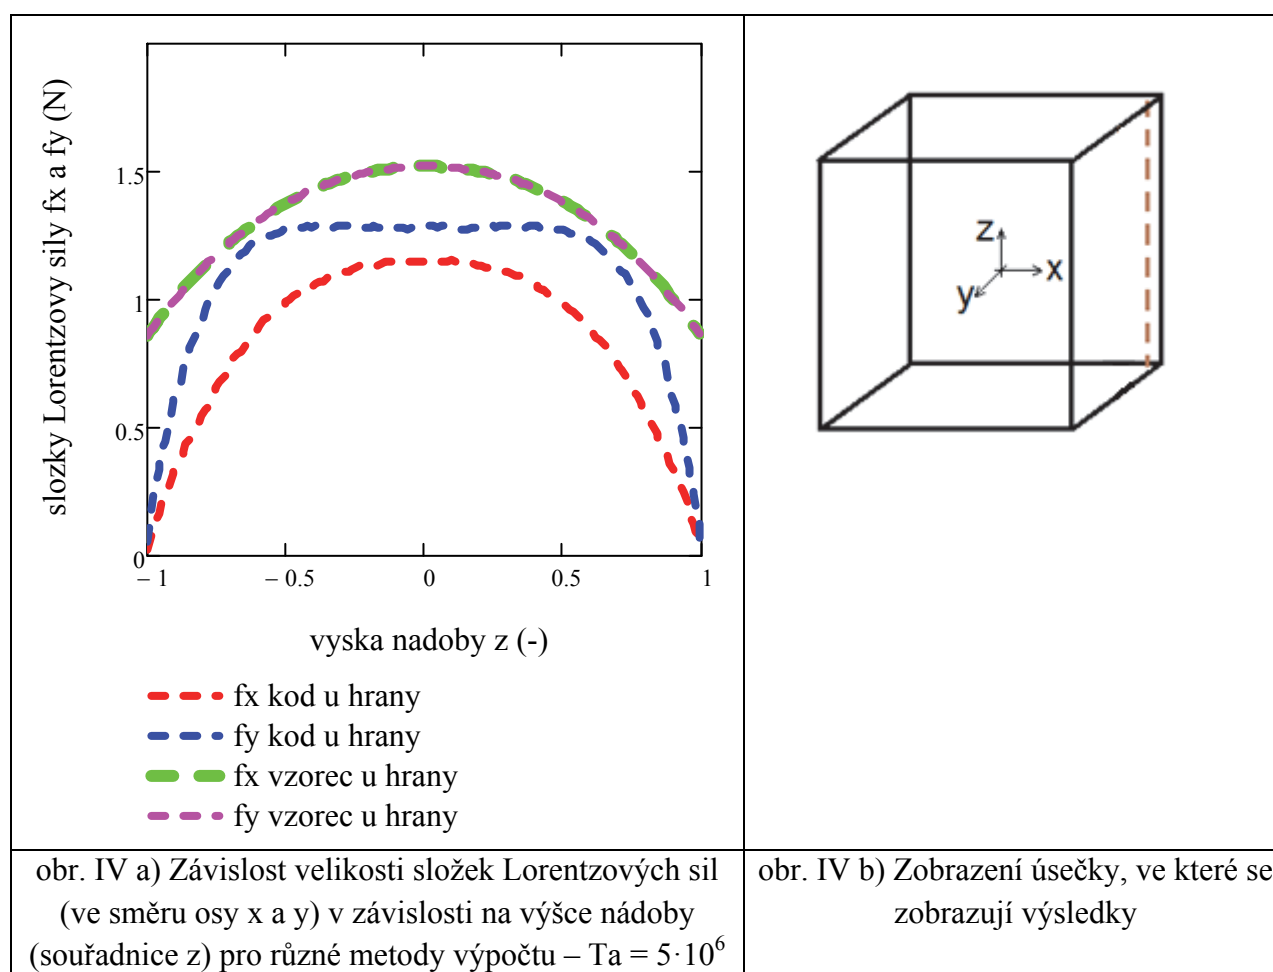 slozky Lorentzovy sily fx a fy (N)
1.5
1
0.5
0
– 1
– 0.5
0
0.5
1
vyska nadoby z (-)
fx kod u hrany
fy kod u hrany
fx vzorec u hrany
fy vzorec u hrany
z
x
y
obr. IV a) Závislost velikosti složek Lorentzových sil
(ve směru osy x a y) v závislosti na výšce nádoby
(souřadnice z) pro různé metody výpočtu – Ta = 5·10⁶
obr. IV b) Zobrazení úsečky, ve které se
zobrazují výsledky